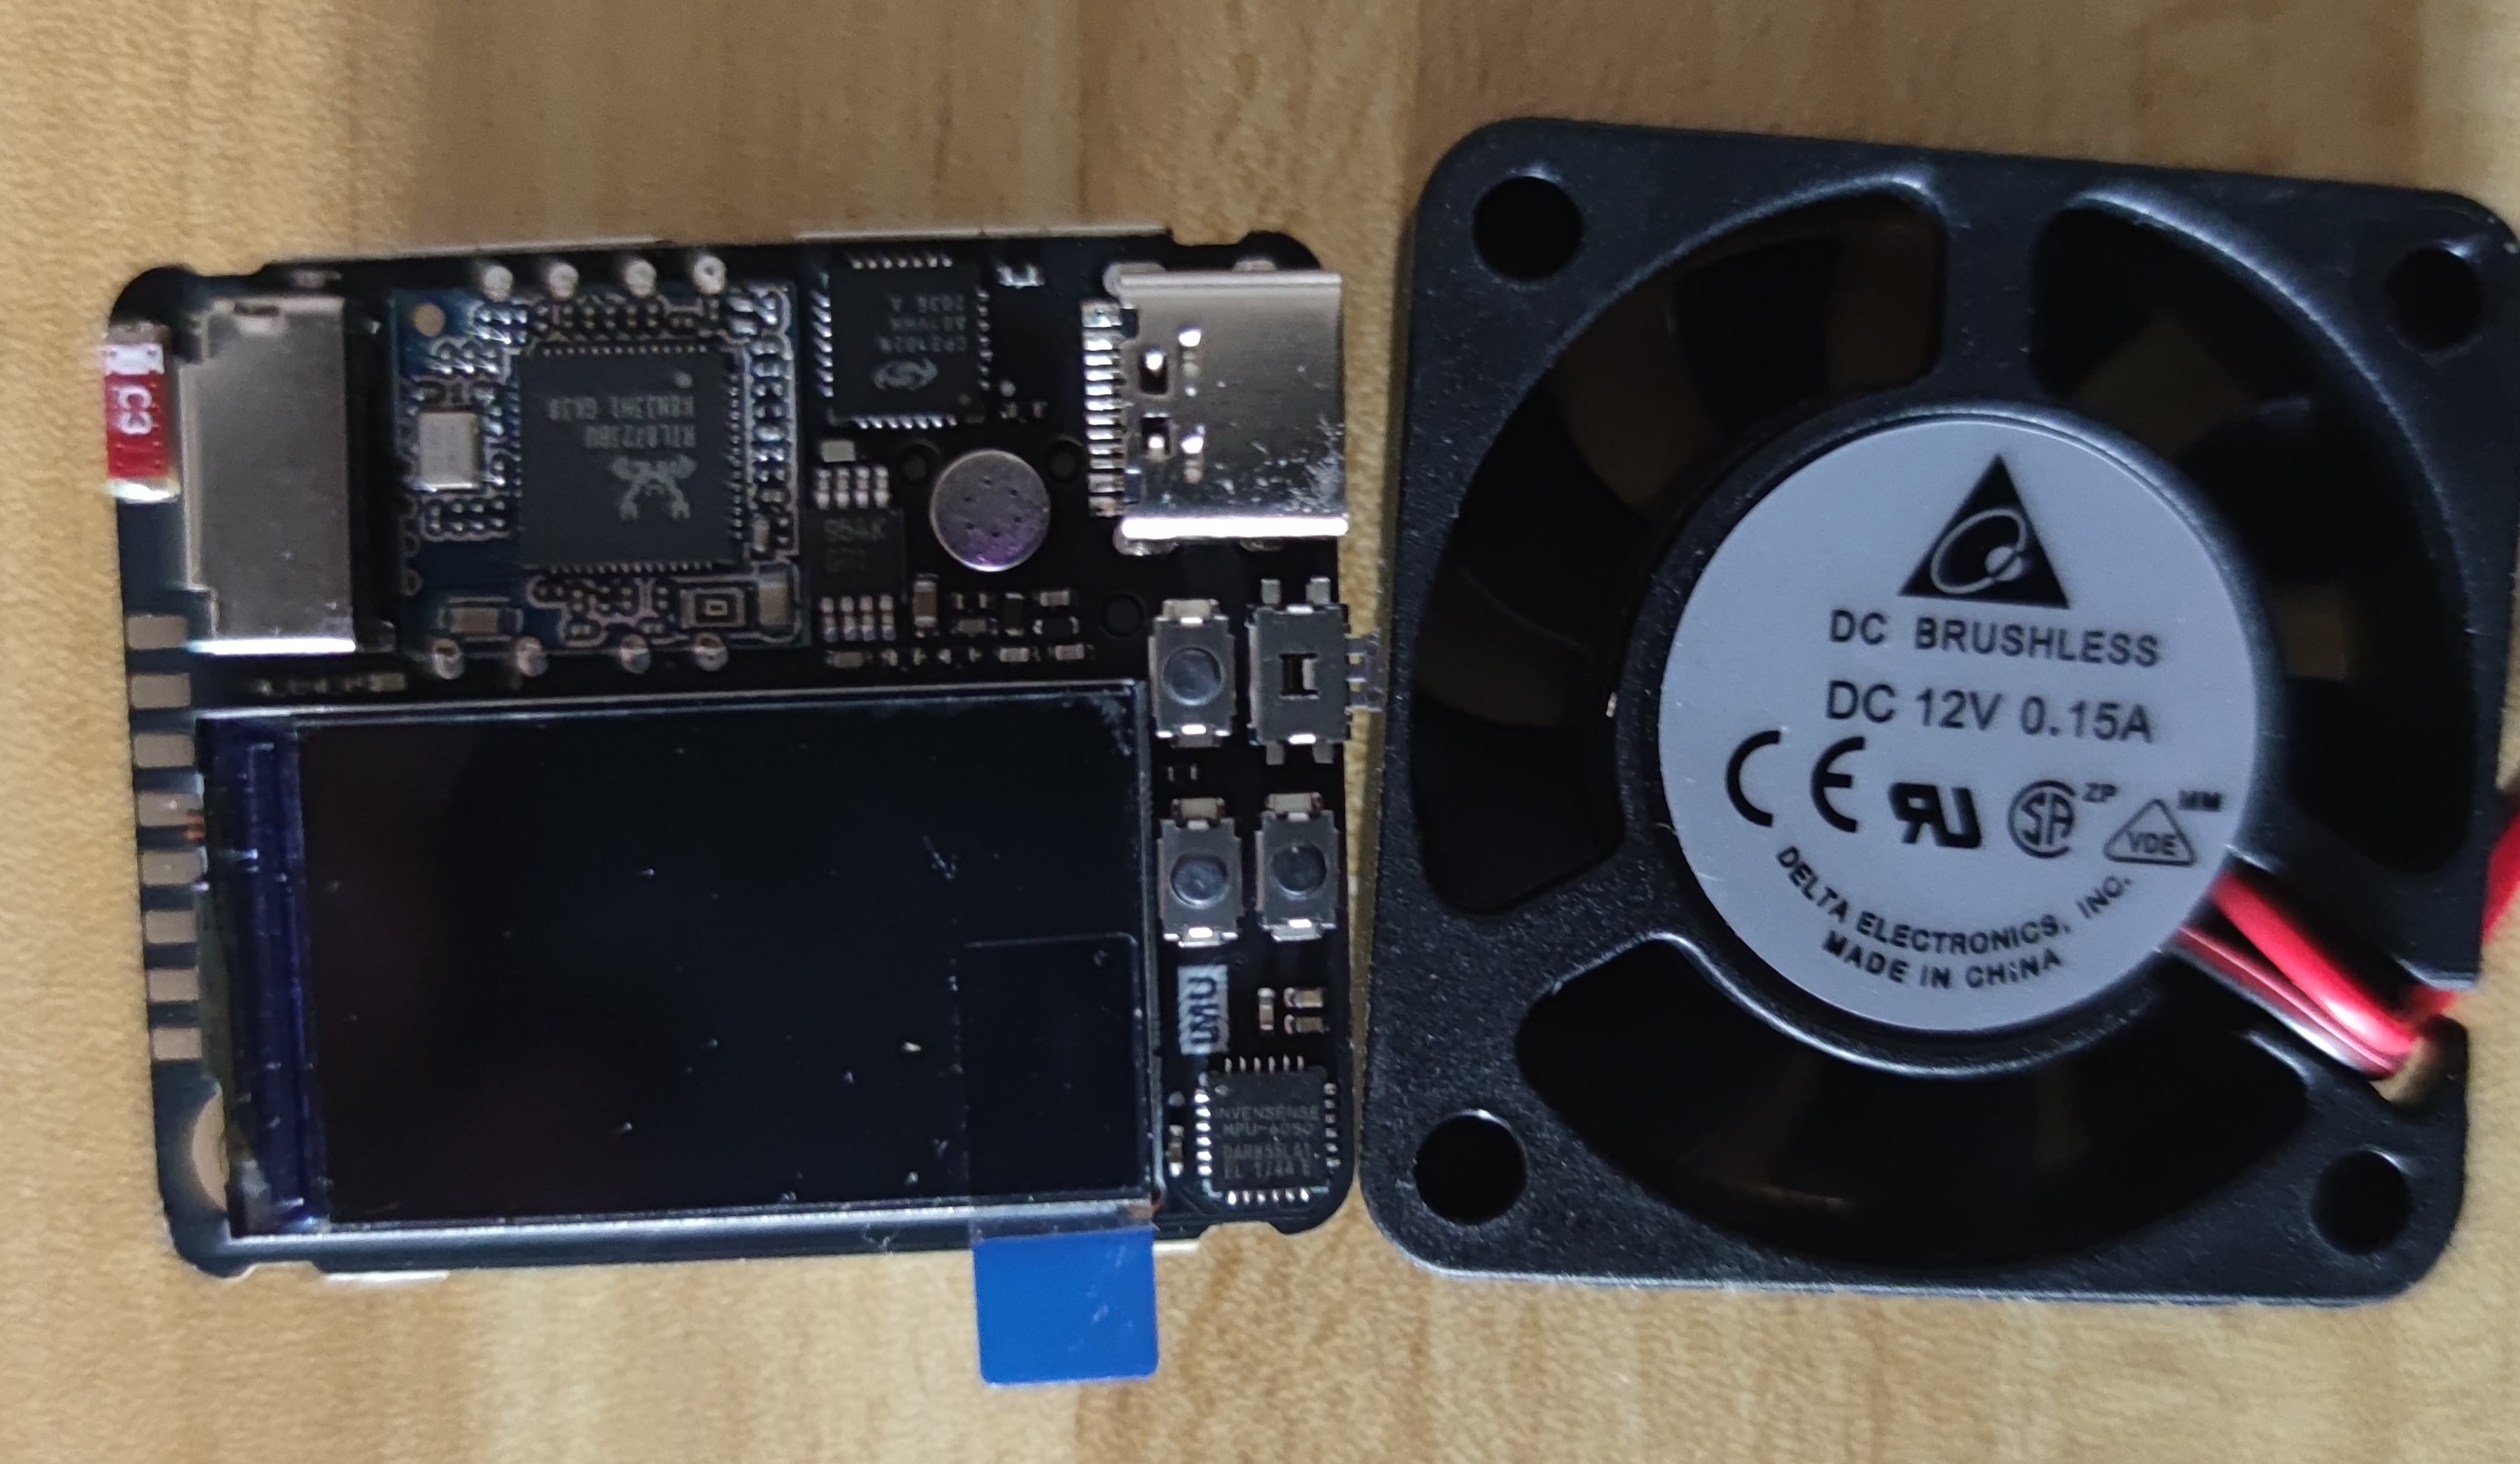 C3
RTL8723BU
CP2102N
DC BRUSHLESS
DC 12V 0.15A
CE
ZP
MM
VDE
DELTA ELECTRONICS, INC.
MADE IN CHINA
IMU
INVENSENSE
MPU-6050